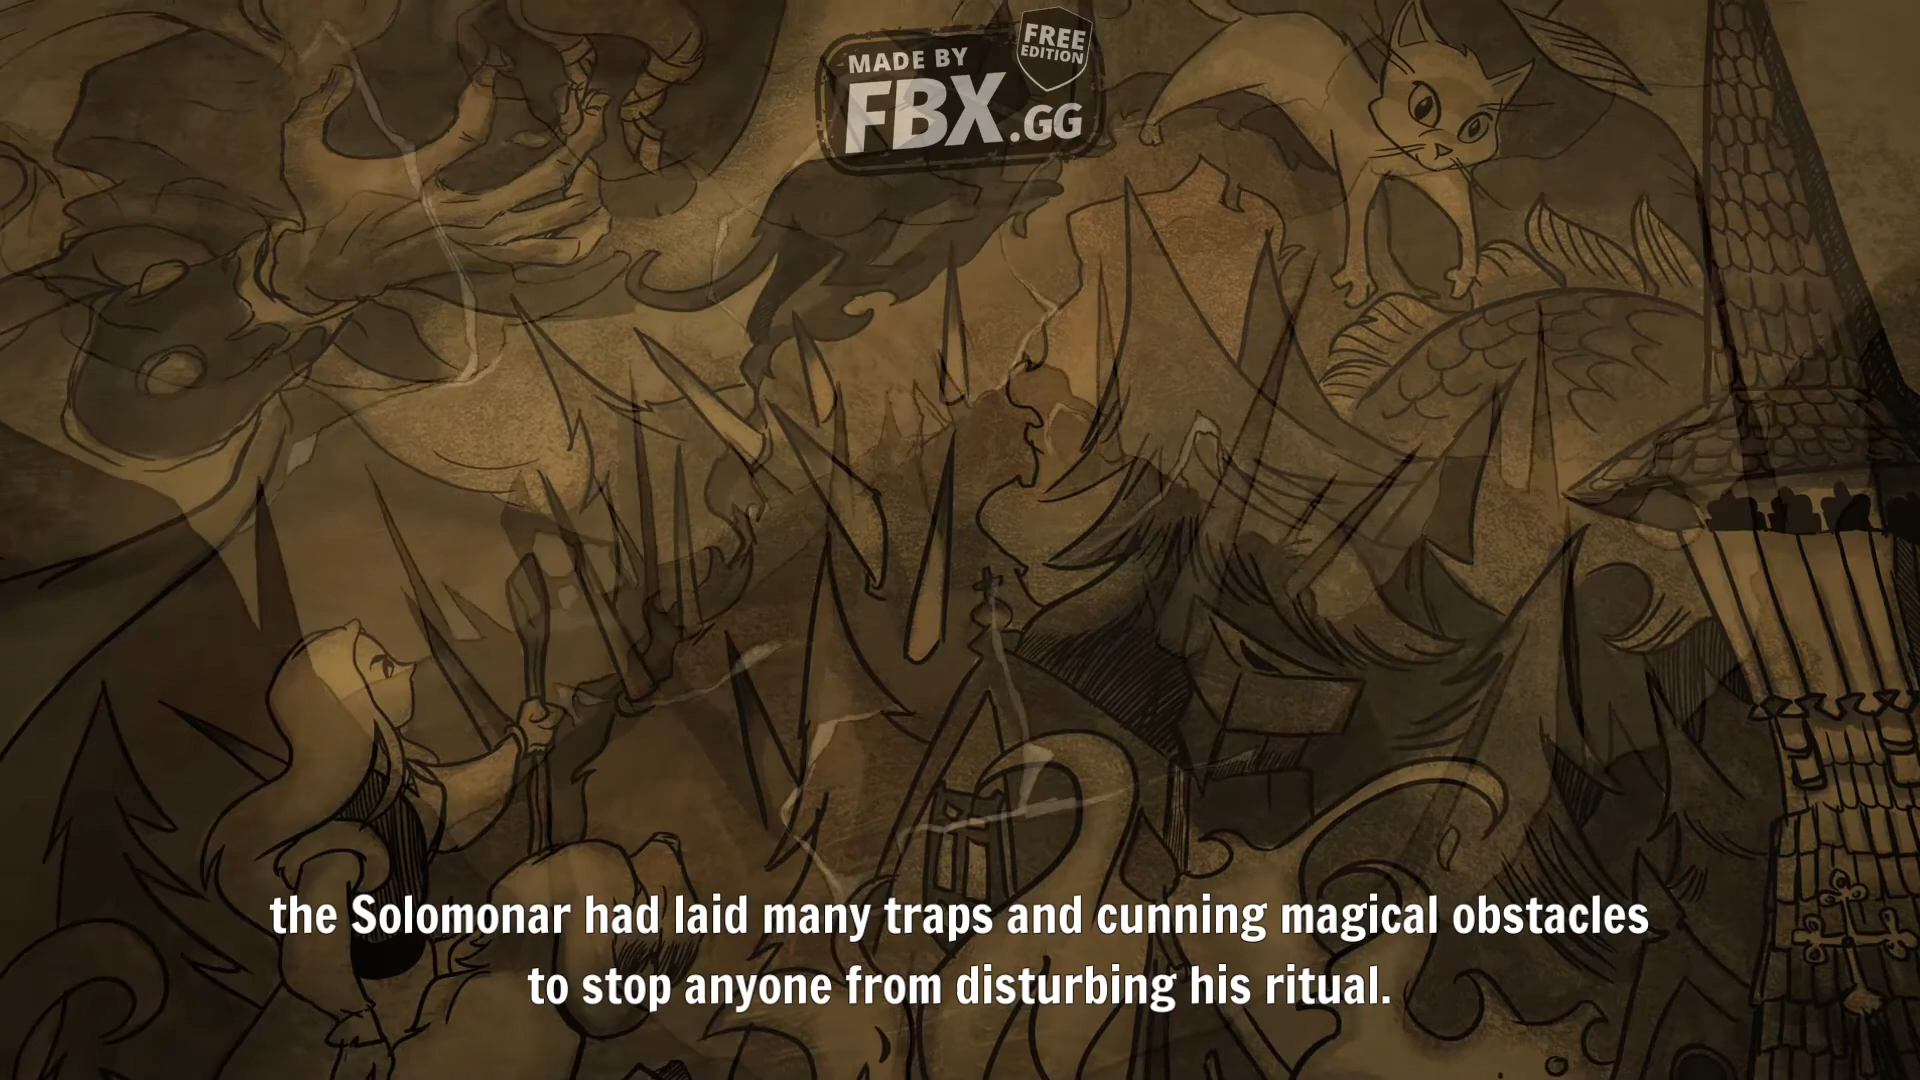 MADE BY
FREE
EDITION
FBX.GG
the Solomonar had laid many traps and cunning magical obstacles
to stop anyone from disturbing his ritual.